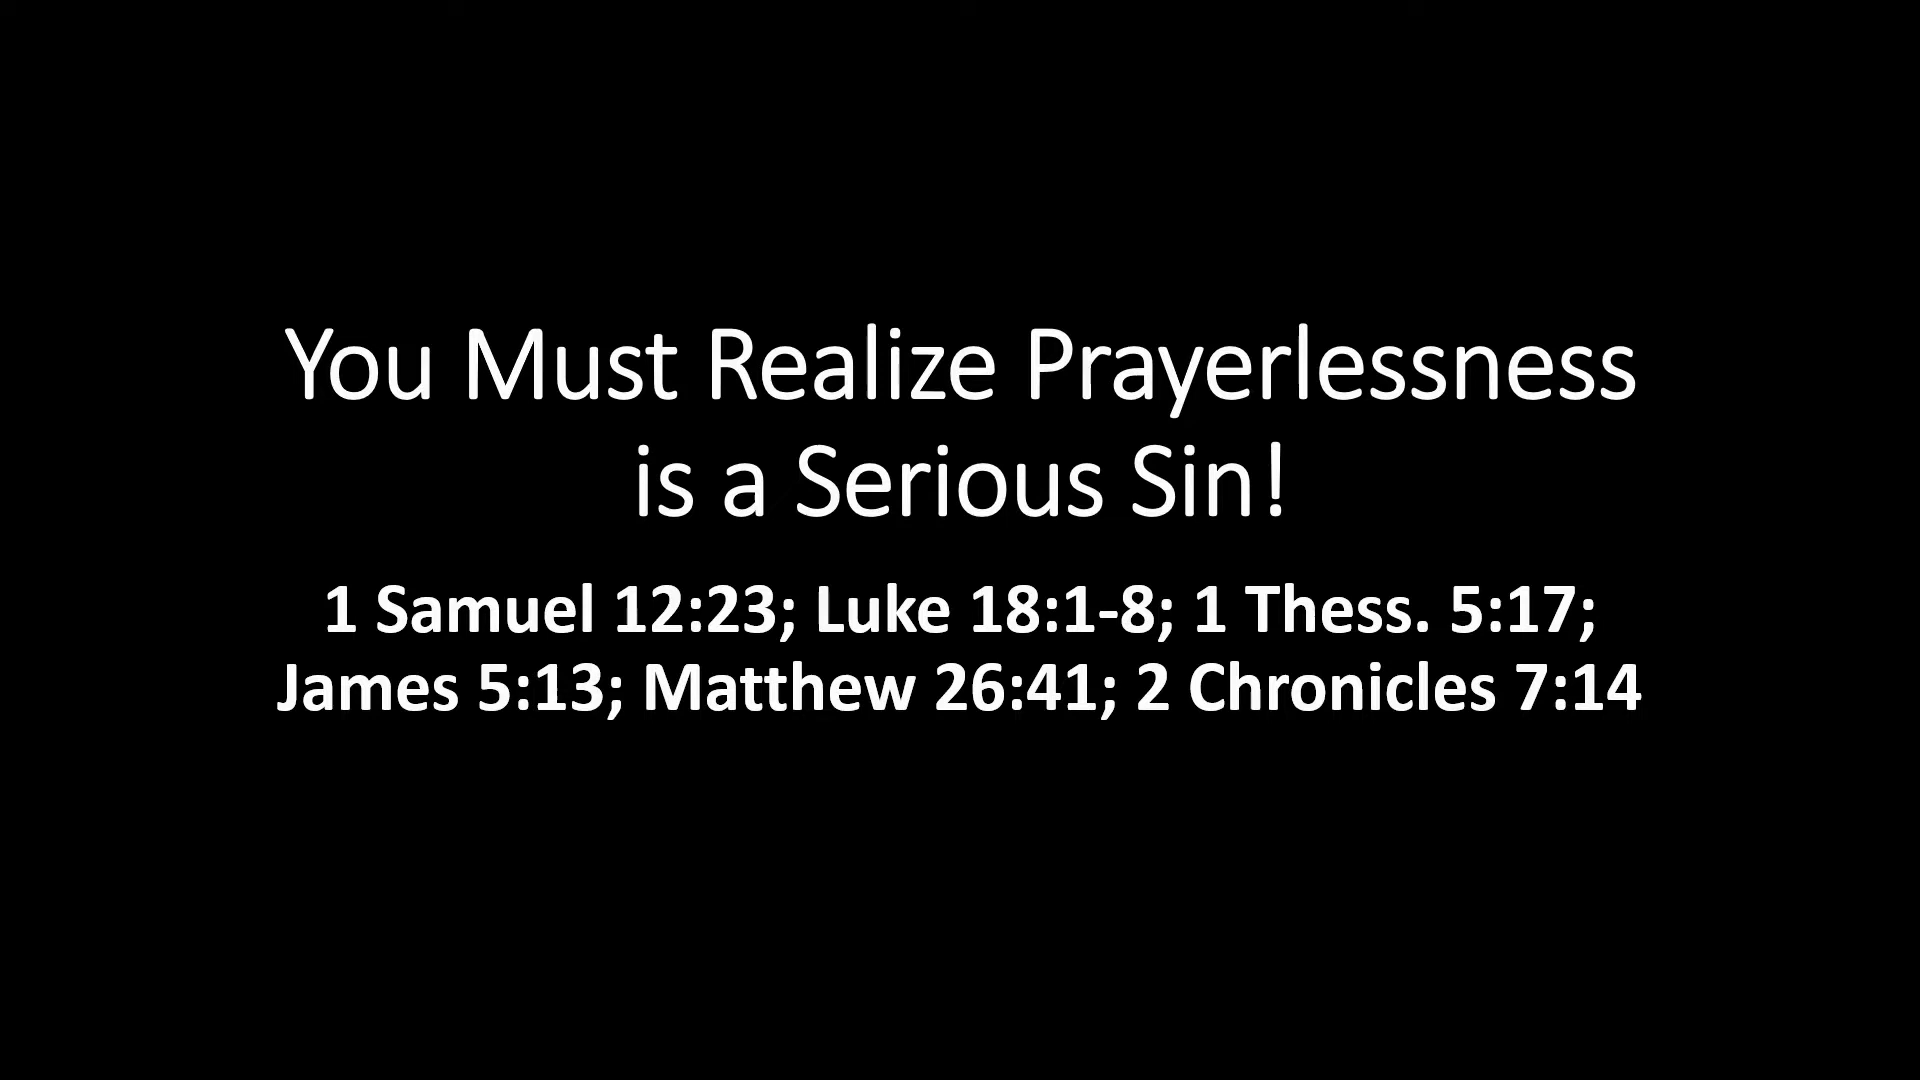 You Must Realize Prayerlessness
is a Serious Sin!
1 Samuel 12:23; Luke 18:1-8; 1 Thess. 5:17;
James 5:13; Matthew 26:41; 2 Chronicles 7:14